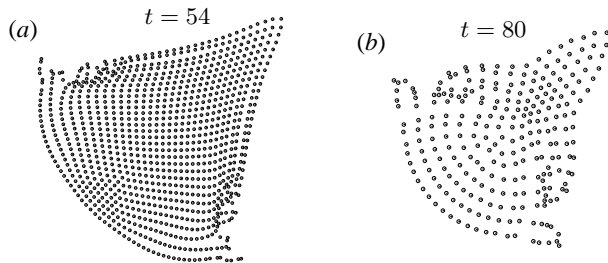 (a) t = 54
(b) t = 80